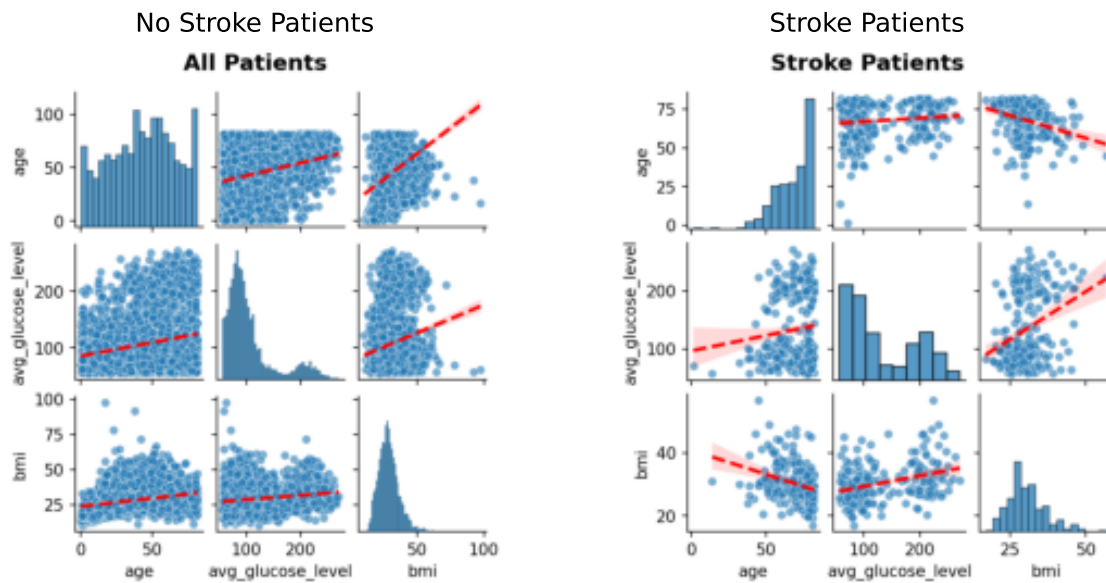 No Stroke Patients
All Patients
100
50
0
age
200
100
avg_glucose_level
100
75
50
25
bmi
0 50
100 200
0 100
age avg_glucose_level bmi
Stroke Patients
Stroke Patients
75
50
25
0
age
200
100
avg_glucose_level
40
20
bmi
0 50
100 200
25 50
age avg_glucose_level bmi